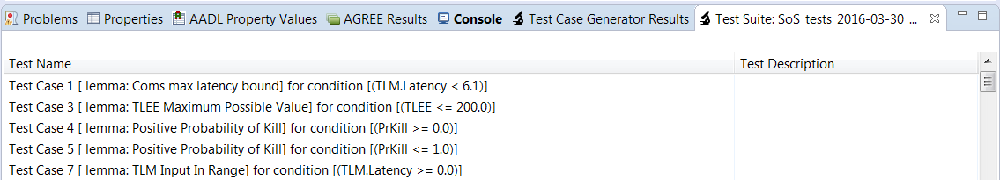 Problems Properties AADL Property Values AGREE Results Console Test Case Generator Results Test Suite: SoS_tests_2016-03-30_...
Test Name Test Description
Test Case 1 [ lemma: Coms max latency bound] for condition [(TLM.Latency < 6.1)]
Test Case 3 [ lemma: TLEE Maximum Possible Value] for condition [(TLEE <= 200.0)]
Test Case 4 [ lemma: Positive Probability of Kill] for condition [(PrKill >= 0.0)]
Test Case 5 [ lemma: Positive Probability of Kill] for condition [(PrKill <= 1.0)]
Test Case 7 [ lemma: TLM Input In Range] for condition [(TLM.Latency >= 0.0)]